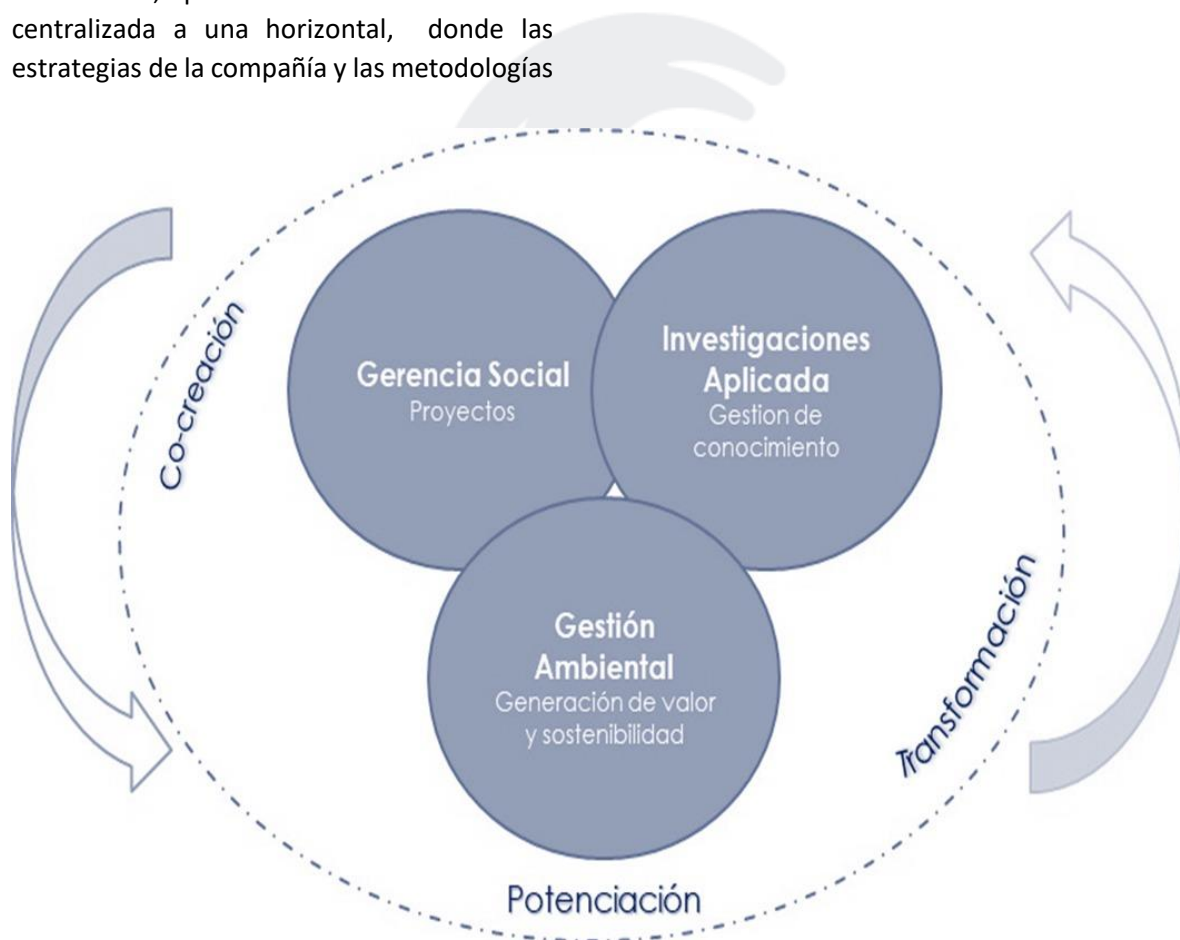 centralizada a una horizontal, donde las
estrategias de la compañía y las metodologías
Co-creación
Gerencia Social
Proyectos
Investigaciones
Aplicada
Gestion de
conocimiento
Gestión
Ambiental
Generación de valor
y sostenibilidad
Transformación
Potenciación